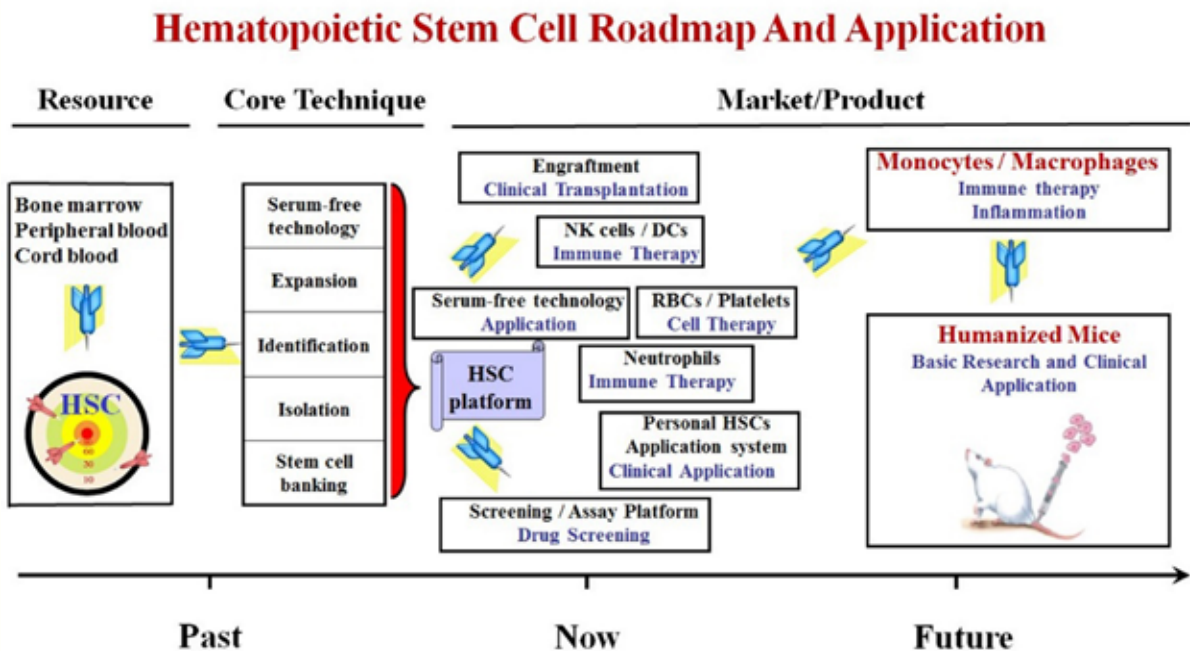 Hematopoietic Stem Cell Roadmap And Application
Resource
Core Technique
Market/Product
Bone marrow
Peripheral blood
Cord blood
HSC
60
30
10
Serum-free
technology
Expansion
Identification
Isolation
Stem cell
banking
Engraftment
Clinical Transplantation
NK cells / DCs
Immune Therapy
Serum-free technology
Application
RBCs / Platelets
Cell Therapy
HSC
platform
Neutrophils
Immune Therapy
Personal HSCs
Application system
Clinical Application
Screening / Assay Platform
Drug Screening
Monocytes / Macrophages
Immune therapy
Inflammation
Humanized Mice
Basic Research and Clinical
Application
Past
Now
Future